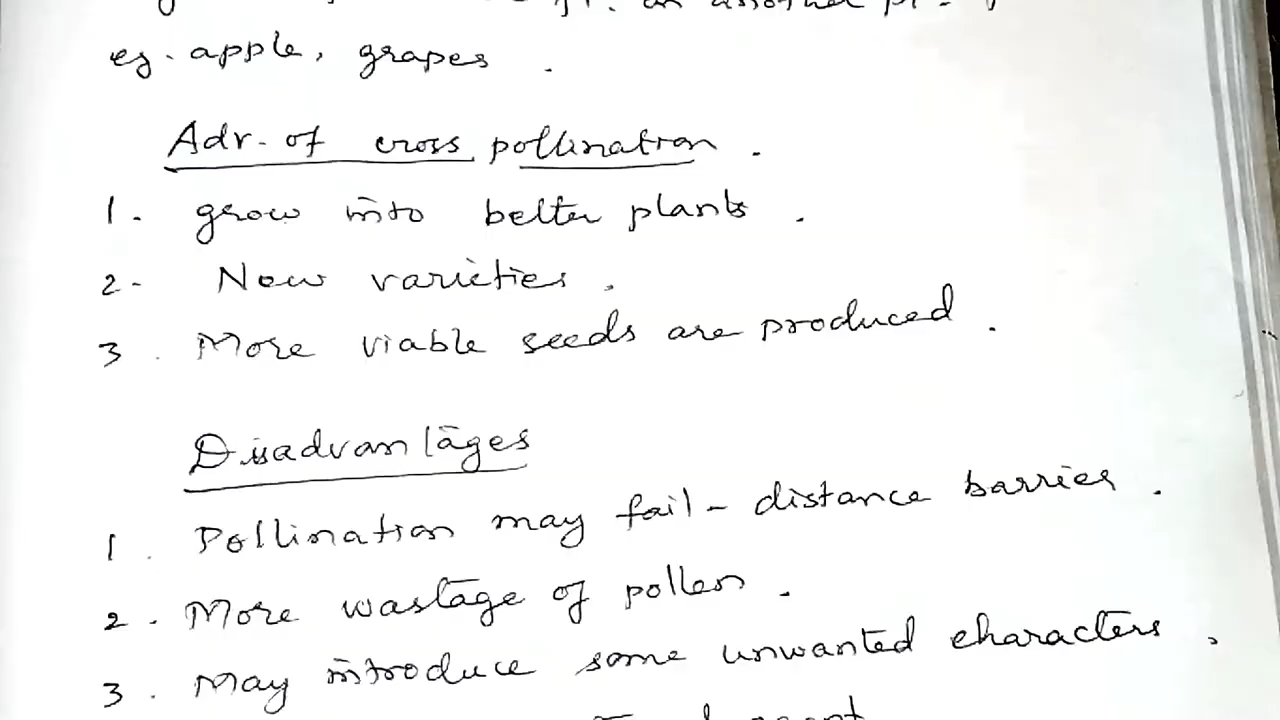 eg. apple, grapes .
Adv. of cross pollination .
1. grow into better plants .
2- New varieties .
3 . More viable seeds are produced .
Disadvantages
1 . Pollination may fail - distance barrier .
2 . More wastage of pollen .
3 . May introduce some unwanted characters .